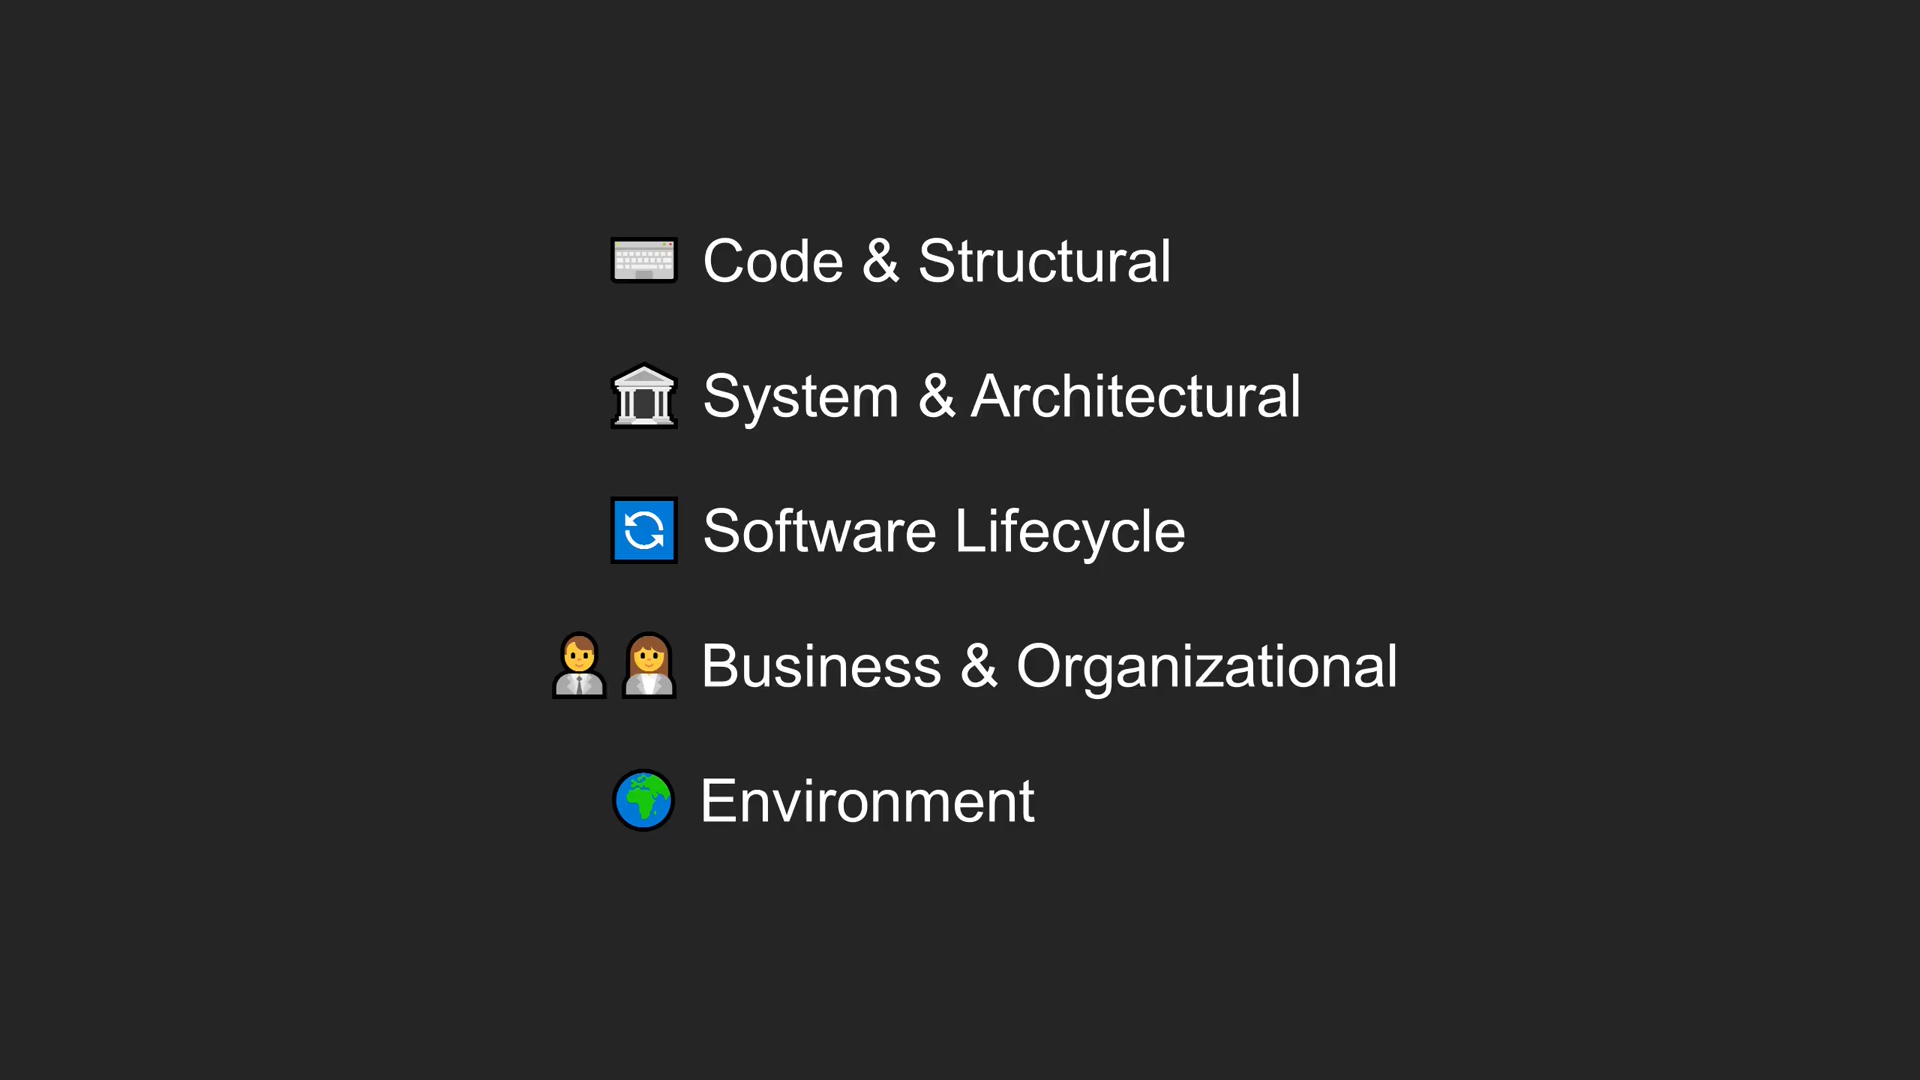 Code & Structural
System & Architectural
Software Lifecycle
Business & Organizational
Environment